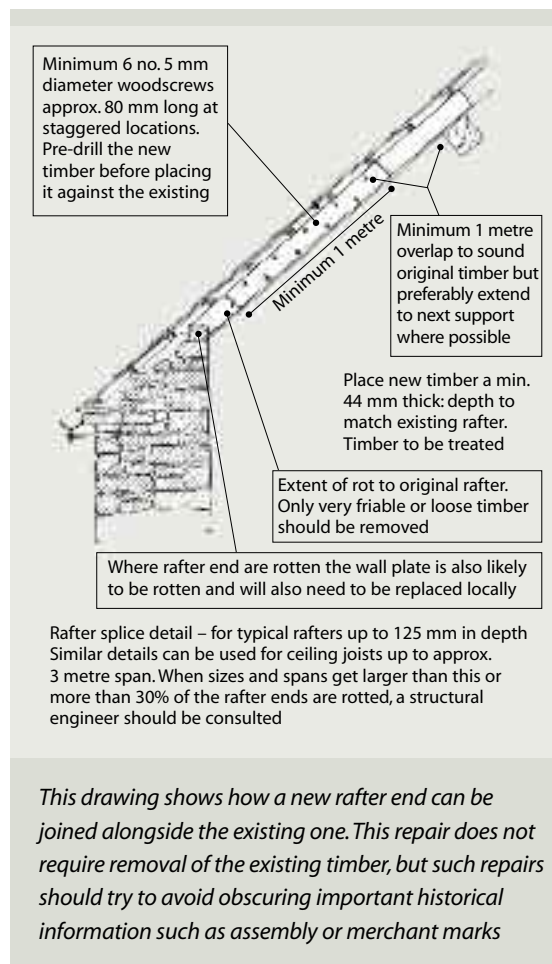 Minimum 6 no. 5 mm
diameter woodscrews
approx. 80 mm long at
staggered locations.
Pre-drill the new
timber before placing
it against the existing
Minimum 1 metre
Minimum 1 metre
overlap to sound
original timber but
preferably extend
to next support
where possible
Place new timber a min.
44 mm thick: depth to
match existing rafter.
Timber to be treated
Extent of rot to original rafter.
Only very friable or loose timber
should be removed
Where rafter end are rotten the wall plate is also likely
to be rotten and will also need to be replaced locally
Rafter splice detail – for typical rafters up to 125 mm in depth
Similar details can be used for ceiling joists up to approx.
3 metre span. When sizes and spans get larger than this or
more than 30% of the rafter ends are rotted, a structural
engineer should be consulted
This drawing shows how a new rafter end can be
joined alongside the existing one. This repair does not
require removal of the existing timber, but such repairs
should try to avoid obscuring important historical
information such as assembly or merchant marks